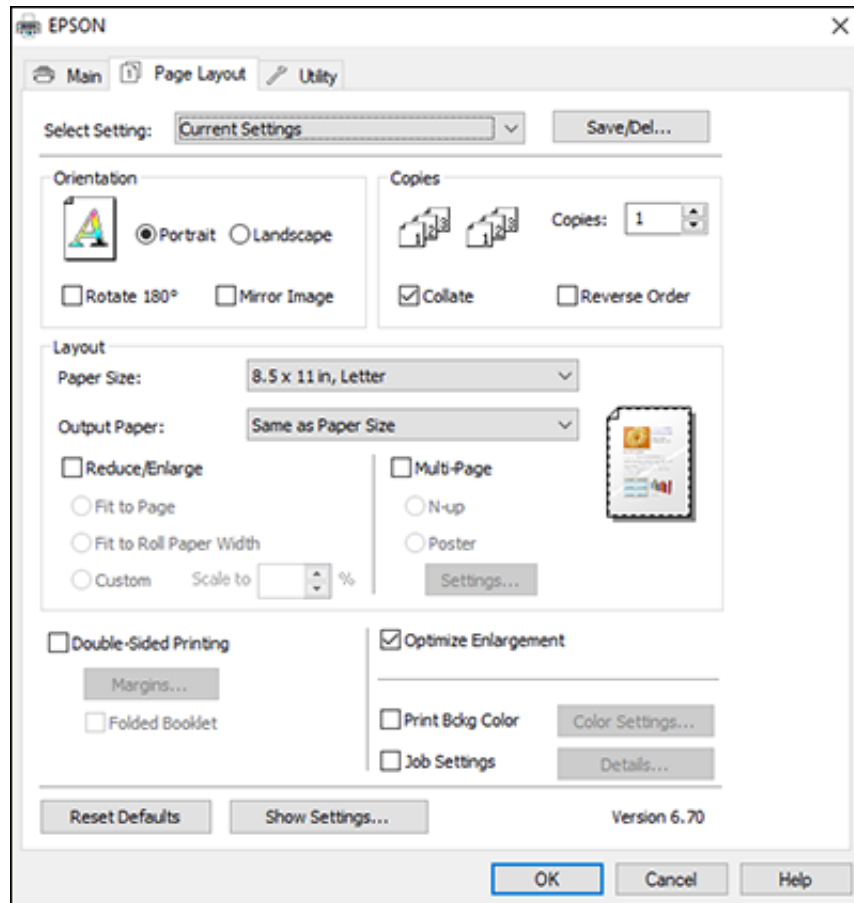 EPSON
Main Page Layout Utility
Select Setting: Current Settings Save/Del...
Orientation
Portrait Landscape
Rotate 180° Mirror Image
Copies
Copies: 1
Collate Reverse Order
Layout
Paper Size: 8.5 x 11 in, Letter
Output Paper: Same as Paper Size
Reduce/Enlarge
Fit to Page
Fit to Roll Paper Width
Custom Scale to %
Multi-Page
N-up
Poster
Settings...
Double-Sided Printing
Margins...
Folded Booklet
Optimize Enlargement
Print Bckg Color Color Settings...
Job Settings Details...
Reset Defaults Show Settings... Version 6.70
OK Cancel Help